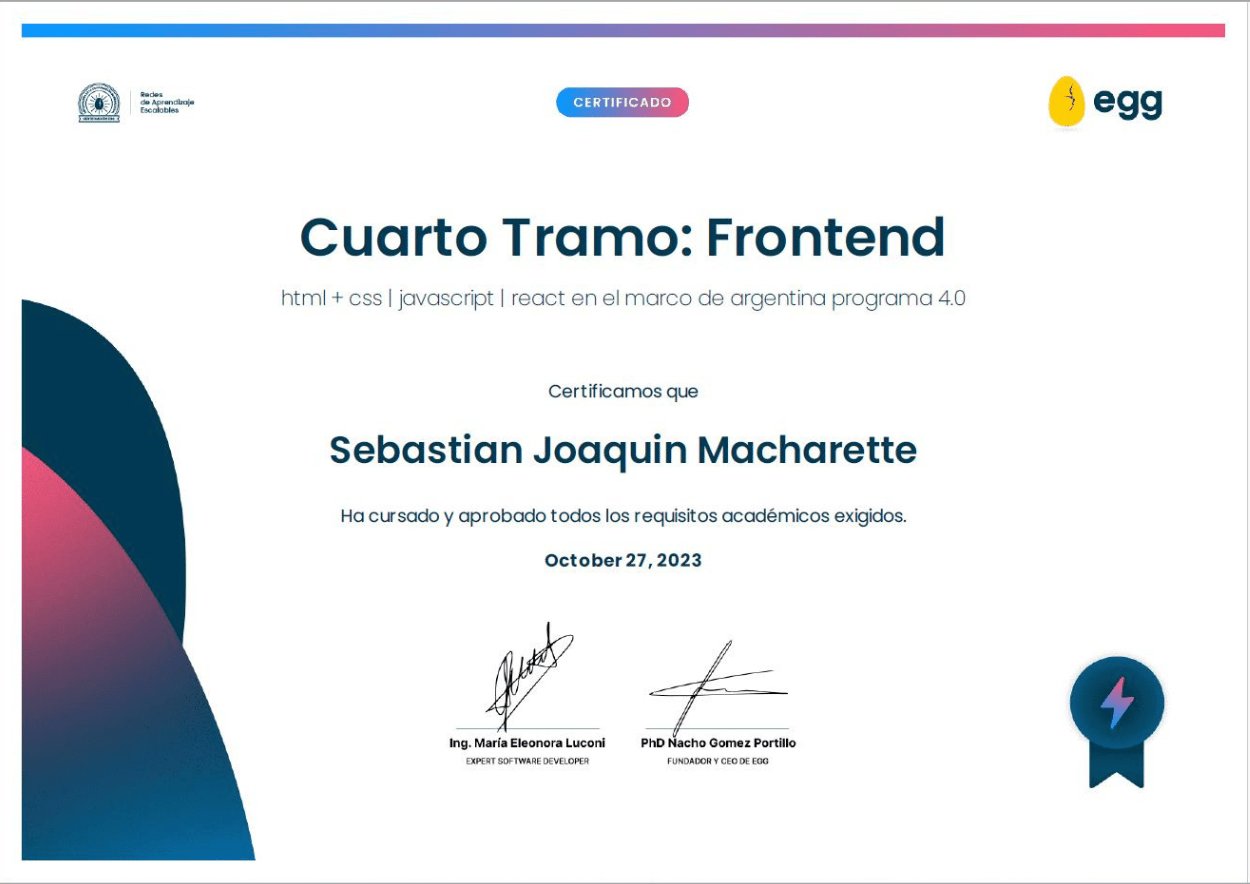 Redes
de Aprendizaje
Escalables
CERTIFICADO
egg
Cuarto Tramo: Frontend
html + css | javascript | react en el marco de argentina programa 4.0
Certificamos que
Sebastian Joaquin Macharette
Ha cursado y aprobado todos los requisitos académicos exigidos.
October 27, 2023
Ing. María Eleonora Luconi
EXPERT SOFTWARE DEVELOPER
PhD Nacho Gomez Portillo
FUNDADOR Y CEO DE EGG